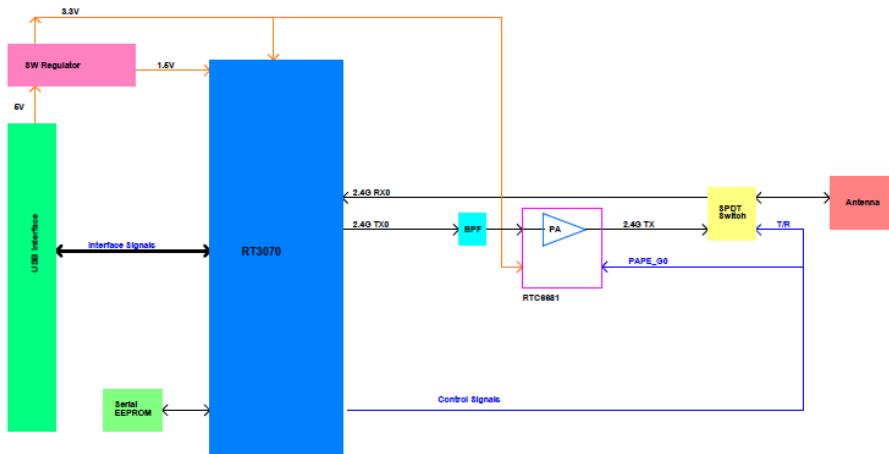 3.3V
SW Regulator
1.5V
5V
2.4G RX0
SPDT
Switch
Antenna
2.4G TX0
BPF
PA
2.4G TX
T/R
USB Interface
Interface Signals
RT3070
PAPE_G0
RTC6681
Serial
EEPROM
Control Signals